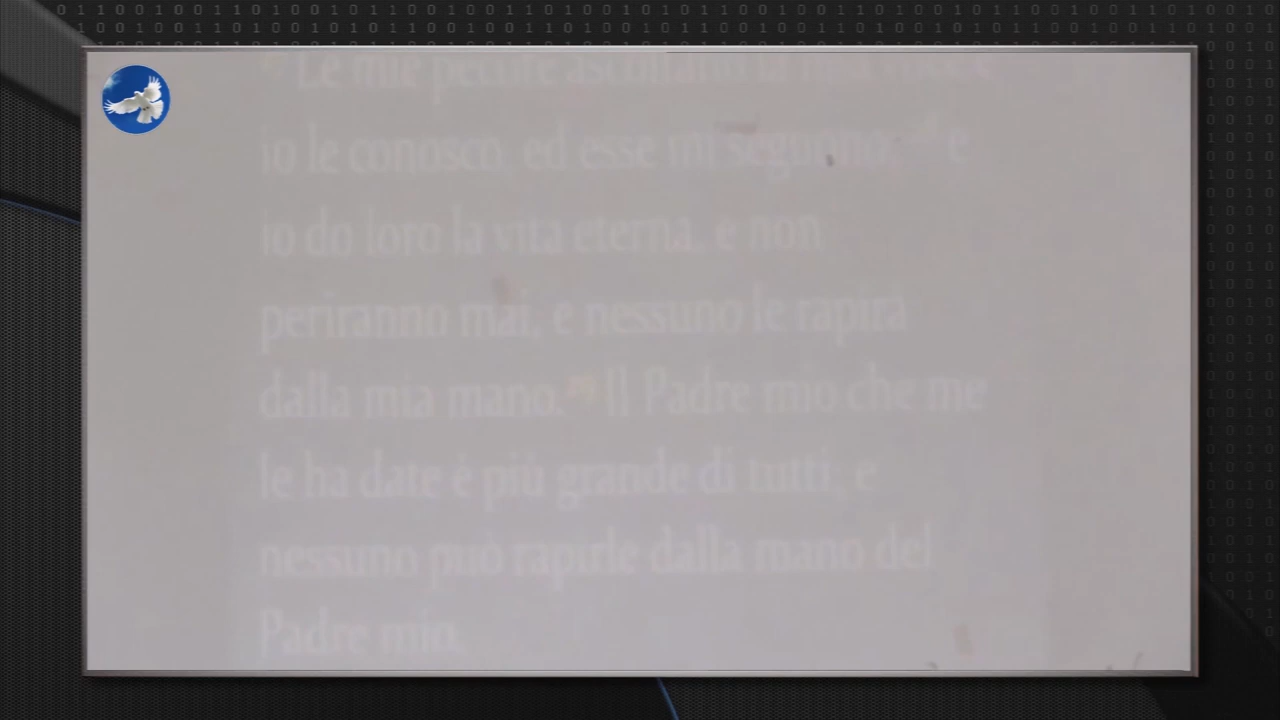 Le mie pecore ascoltano la mia voce e
io le conosco, ed esse mi seguono; e
io do loro la vita eterna, e non
periranno mai, e nessuno le rapirà
dalla mia mano. Il Padre mio che me
le ha date è più grande di tutti; e
nessuno può rapirle dalla mano del
Padre mio.